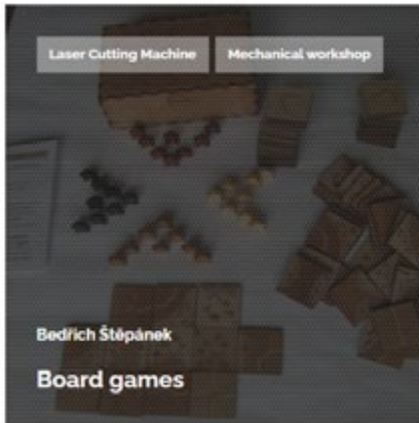 Laser Cutting Machine
Mechanical workshop
Bedřich Štěpánek
Board games